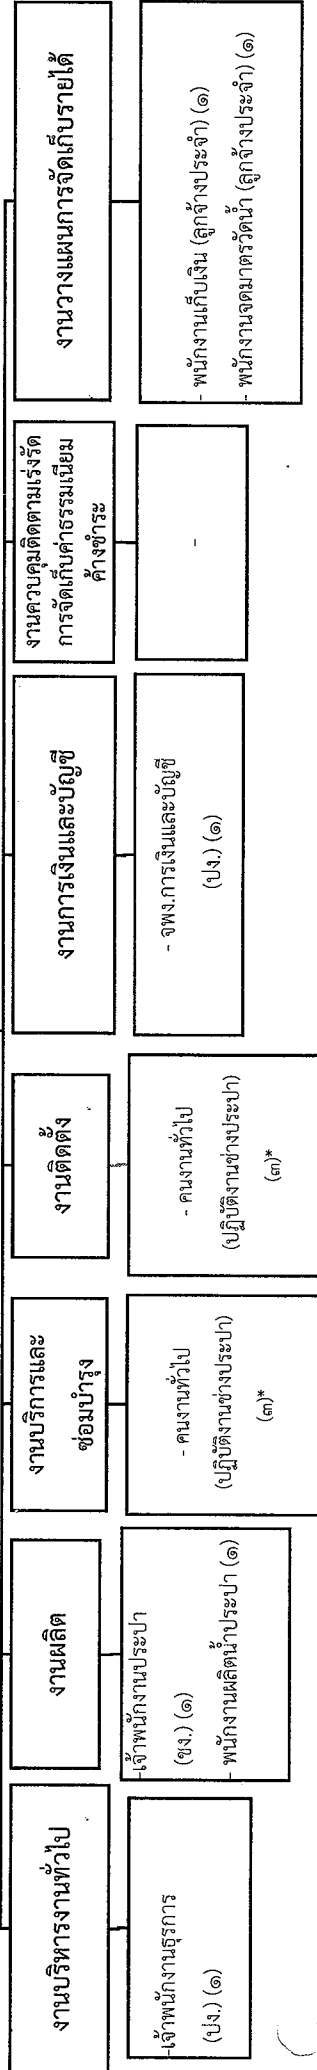 งานบริหารงานทั่วไป
-เจ้าพนักงานธุรการ
(ปง.) (๑)
งานผลิต
-เจ้าพนักงานประปา
(ชง.) (๑)
- พนักงานผลิตน้ำประปา (๑)
งานบริการและ
ซ่อมบำรุง
- คนงานทั่วไป
(ปฏิบัติงานช่างประปา)
(๓)*
งานติดตั้ง
- คนงานทั่วไป
(ปฏิบัติงานช่างประปา)
(๓)*
งานการเงินและบัญชี
- จพง.การเงินและบัญชี
(ปง.) (๑)
งานควบคุมติดตามเร่งรัด
การจัดเก็บค่าธรรมเนียม
ค้างชำระ
-
งานวางแผนการจัดเก็บรายได้
- พนักงานเก็บเงิน (ลูกจ้างประจำ) (๑)
- พนักงานจดมาตรวัดน้ำ (ลูกจ้างประจำ) (๑)